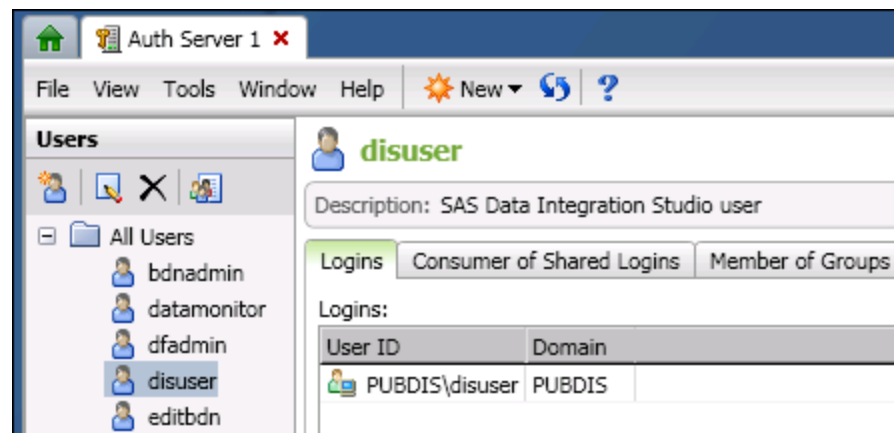 Auth Server 1
File View Tools Window Help New
Users
disuser
Description: SAS Data Integration Studio user
All Users
bdnadmin
datamonitor
dfadmin
disuser
editbdn
Logins Consumer of Shared Logins Member of Groups
Logins:
User ID Domain
PUBDIS\disuser PUBDIS